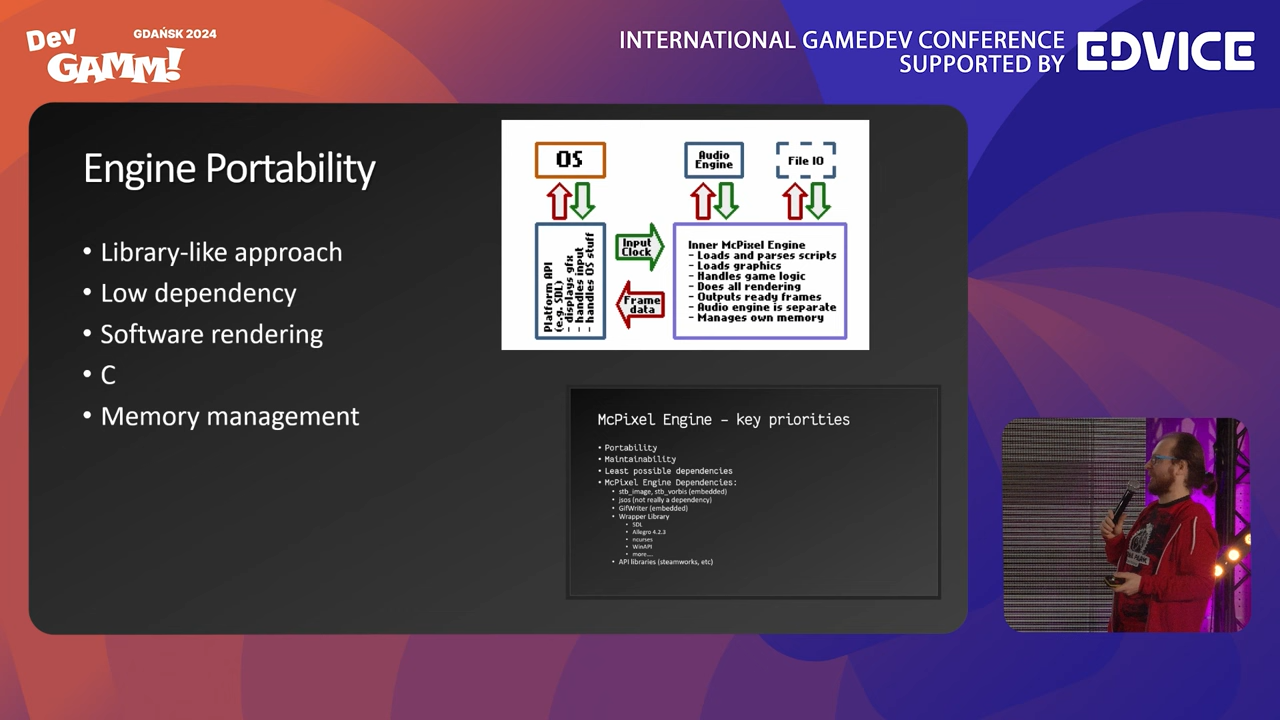 Dev
GAMM!
GDAŃSK 2024
INTERNATIONAL GAMEDEV CONFERENCE
SUPPORTED BY EDVICE
Engine Portability
• Library-like approach
• Low dependency
• Software rendering
• C
• Memory management
OS
Audio
Engine
File IO
Platform API
(e.g. SDL)
- displays gfx
- handles input
- handles OS stuff
Input
Clock
Frame
data
Inner McPixel Engine
- Loads and parses scripts
- Loads graphics
- Handles game logic
- Does all rendering
- Outputs ready frames
- Audio engine is separate
- Manages own memory
McPixel Engine – key priorities
• Portability
• Maintainability
• Least possible dependencies
• McPixel Engine Dependencies:
• stb_image, stb_vorbis (embedded)
• jsos (not really a dependency)
• GifWriter (embedded)
• Wrapper Library
• SDL
• Allegro 4.2.3
• ncurses
• WinAPI
• more....
• API libraries (steamworks, etc)